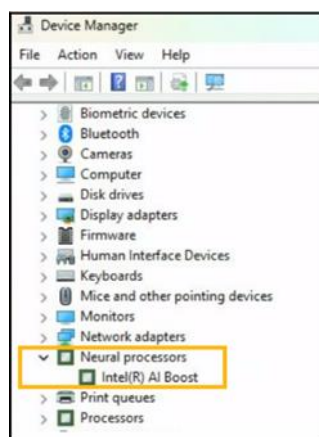 Device Manager
File Action View Help
Biometric devices
Bluetooth
Cameras
Computer
Disk drives
Display adapters
Firmware
Human Interface Devices
Keyboards
Mice and other pointing devices
Monitors
Network adapters
Neural processors
Intel(R) AI Boost
Print queues
Processors